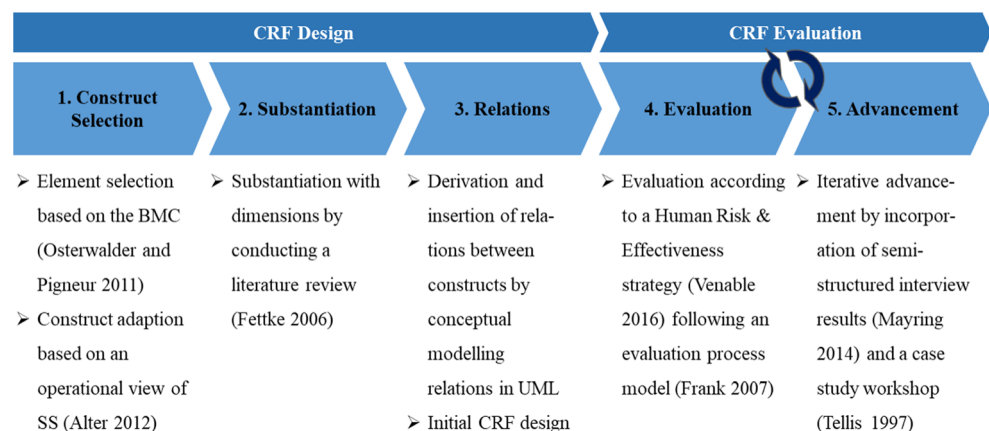 CRF Design
CRF Evaluation
1. Construct
Selection
2. Substantiation
3. Relations
4. Evaluation
5. Advancement
➢ Element selection
based on the BMC
(Osterwalder and
Pigneur 2011)
➢ Construct adaption
based on an
operational view of
SS (Alter 2012)
➢ Substantiation with
dimensions by
conducting a
literature review
(Fettke 2006)
➢ Derivation and
insertion of rela-
tions between
constructs by
conceptual
modelling
relations in UML
➢ Initial CRF design
➢ Evaluation according
to a Human Risk &
Effectiveness
strategy (Venable
2016) following an
evaluation process
model (Frank 2007)
➢ Iterative advance-
ment by incorpor-
ation of semi-
structured interview
results (Mayring
2014) and a case
study workshop
(Tellis 1997)